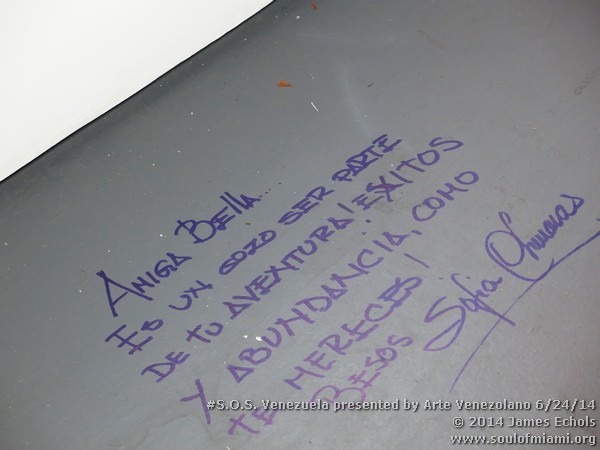 Amiga Bella...
Es un gozo ser parte
de tu aventura! Exitos
y abundancia, como
te mereces!
Besos Sofia
#S.O.S. Venezuela presented by Arte Venezolano 6/24/14
© 2014 James Echols
www.soulofmiami.org